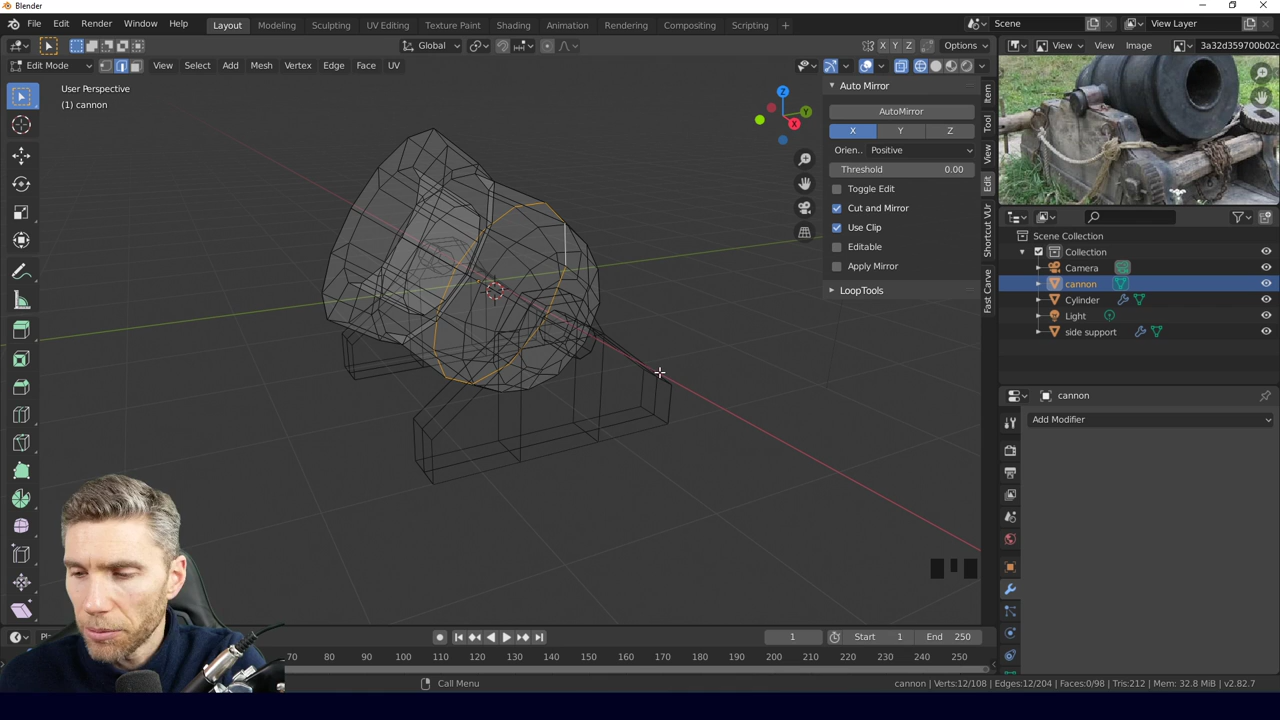 Blender
File
Edit
Render
Window
Help
Layout
Modeling
Sculpting
UV Editing
Texture Paint
Shading
Animation
Rendering
Compositing
Scripting
+
Scene
View Layer
Global
X
Y
Z
Options
View
View
Image
3a32d359700b02c
Edit Mode
View
Select
Add
Mesh
Vertex
Edge
Face
UV
User Perspective
(1) cannon
Z
Y
X
Auto Mirror
AutoMirror
X
Y
Z
Orien..
Positive
Threshold
0.00
Toggle Edit
Cut and Mirror
Use Clip
Editable
Apply Mirror
LoopTools
Item
Tool
View
Edit
Shortcut VUr
Fast Carve
Scene Collection
Collection
Camera
cannon
Cylinder
Light
side support
cannon
Add Modifier
1
Start
1
End
250
70
80
90
100
110
120
130
140
150
160
170
180
190
200
210
220
230
240
250
Call Menu
cannon | Verts:12/108 | Edges:12/204 | Faces:0/98 | Tris:212 | Mem: 32.8 MiB | v2.82.7